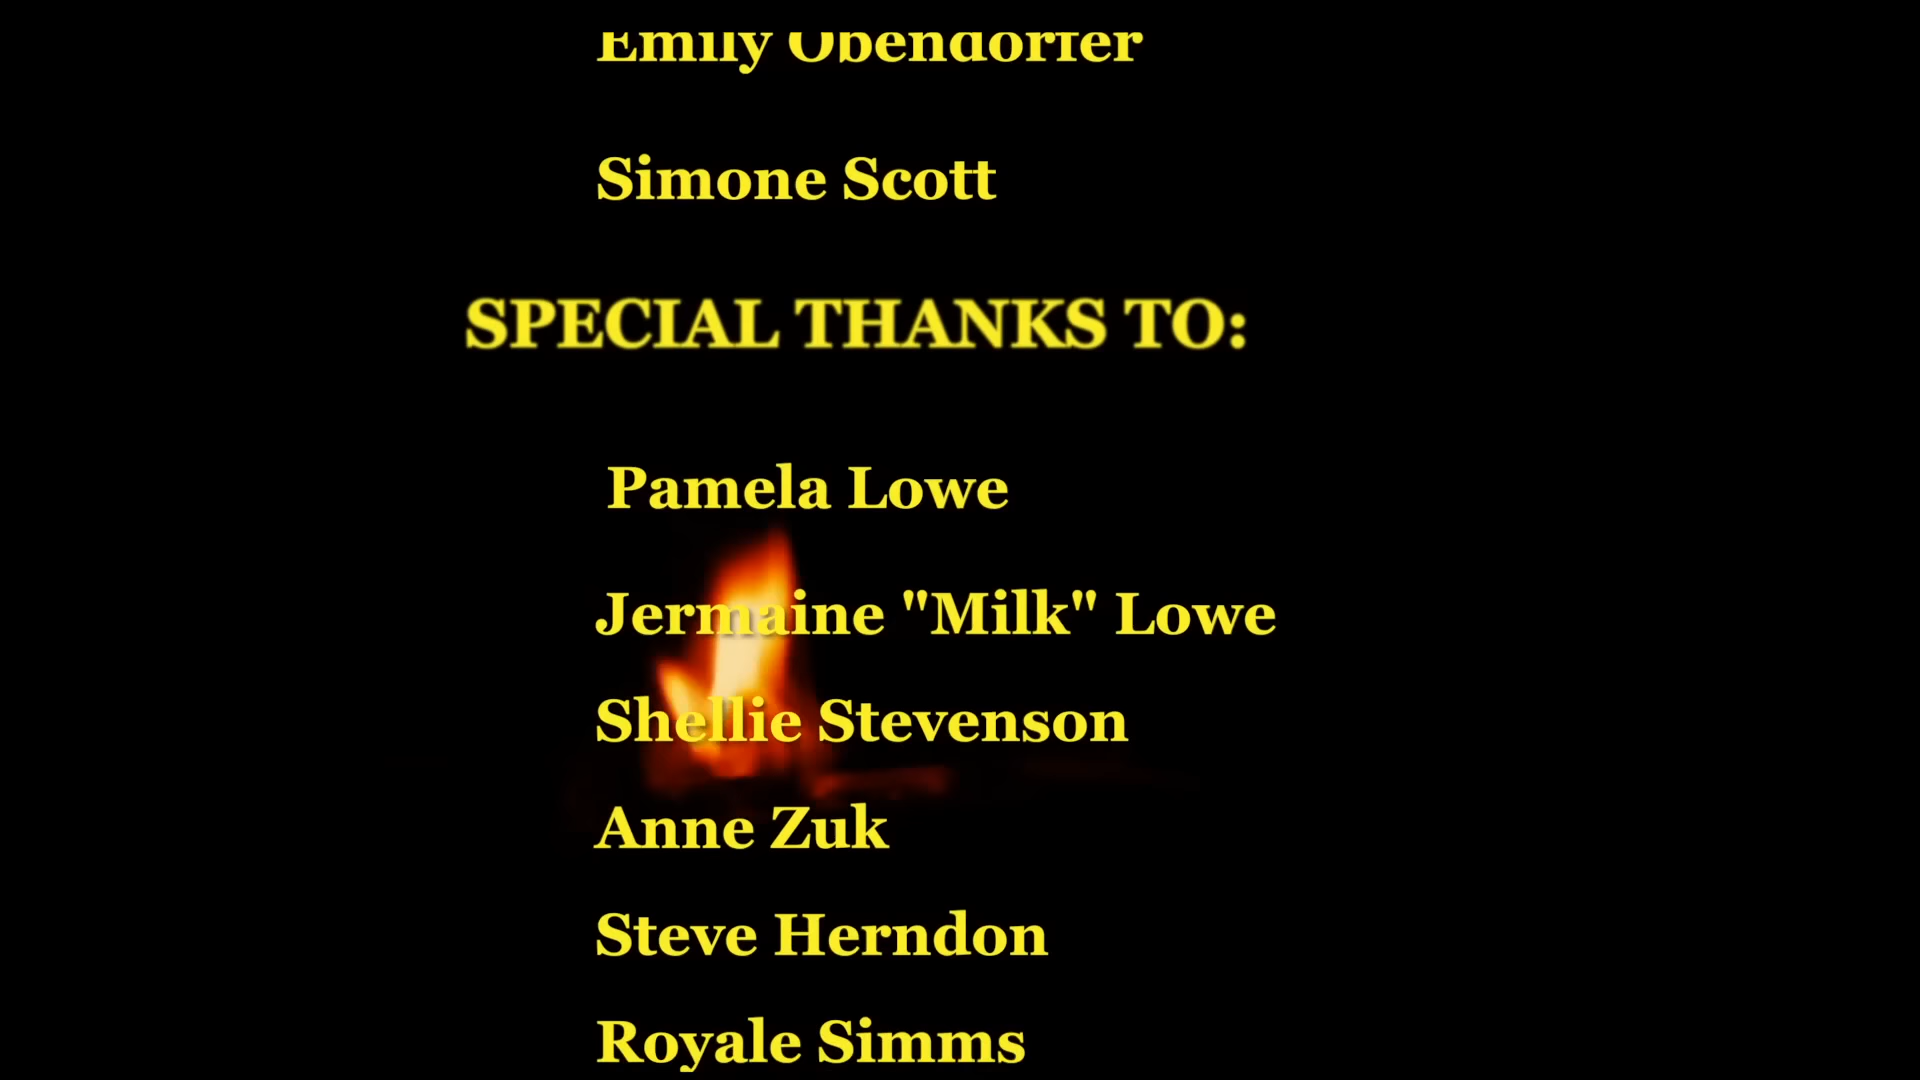 Emily Obendorfer
Simone Scott
SPECIAL THANKS TO:
Pamela Lowe
Jermaine "Milk" Lowe
Shellie Stevenson
Anne Zuk
Steve Herndon
Royale Simms